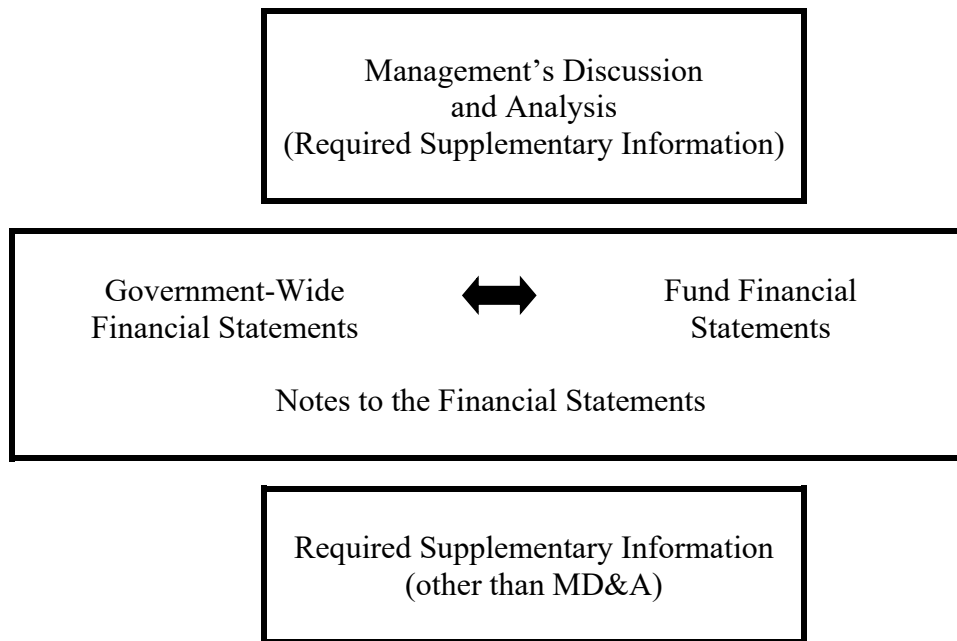 Management’s Discussion
and Analysis
(Required Supplementary Information)
Government-Wide
Financial Statements
Fund Financial
Statements
Notes to the Financial Statements
Required Supplementary Information
(other than MD&A)